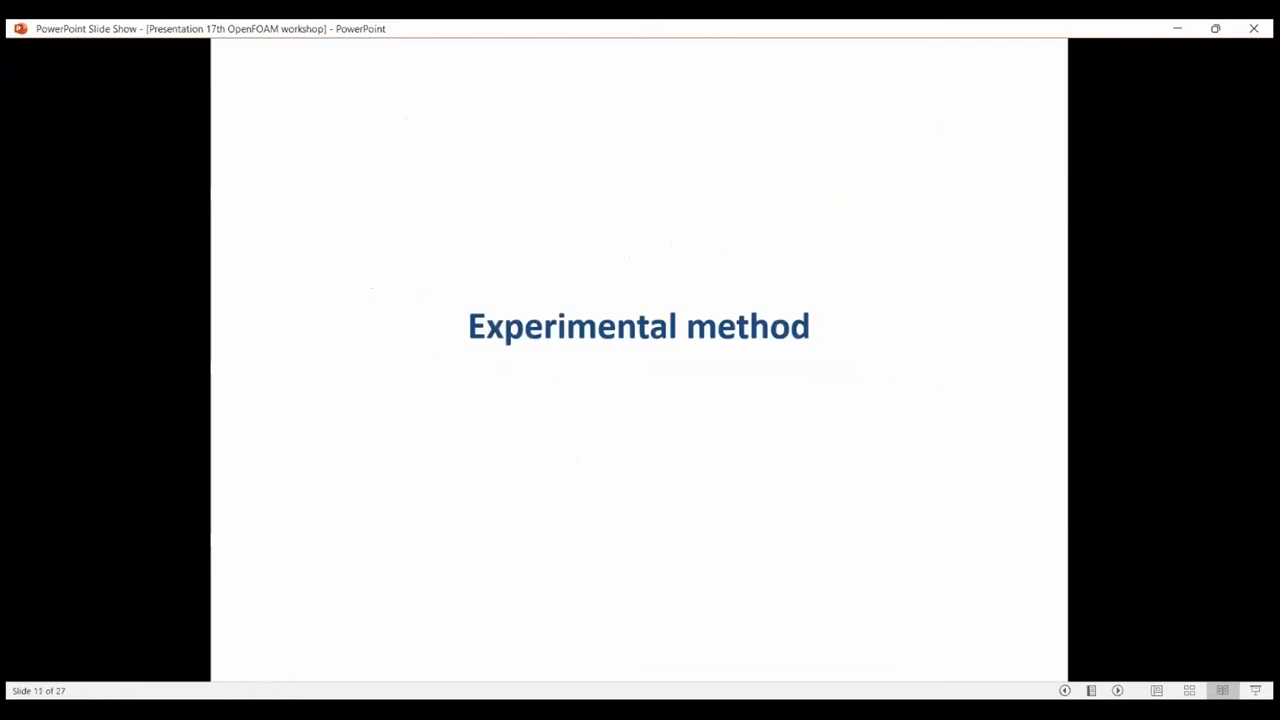 PowerPoint Slide Show - [Presentation 17th OpenFOAM workshop] - PowerPoint
Experimental method
Slide 11 of 27